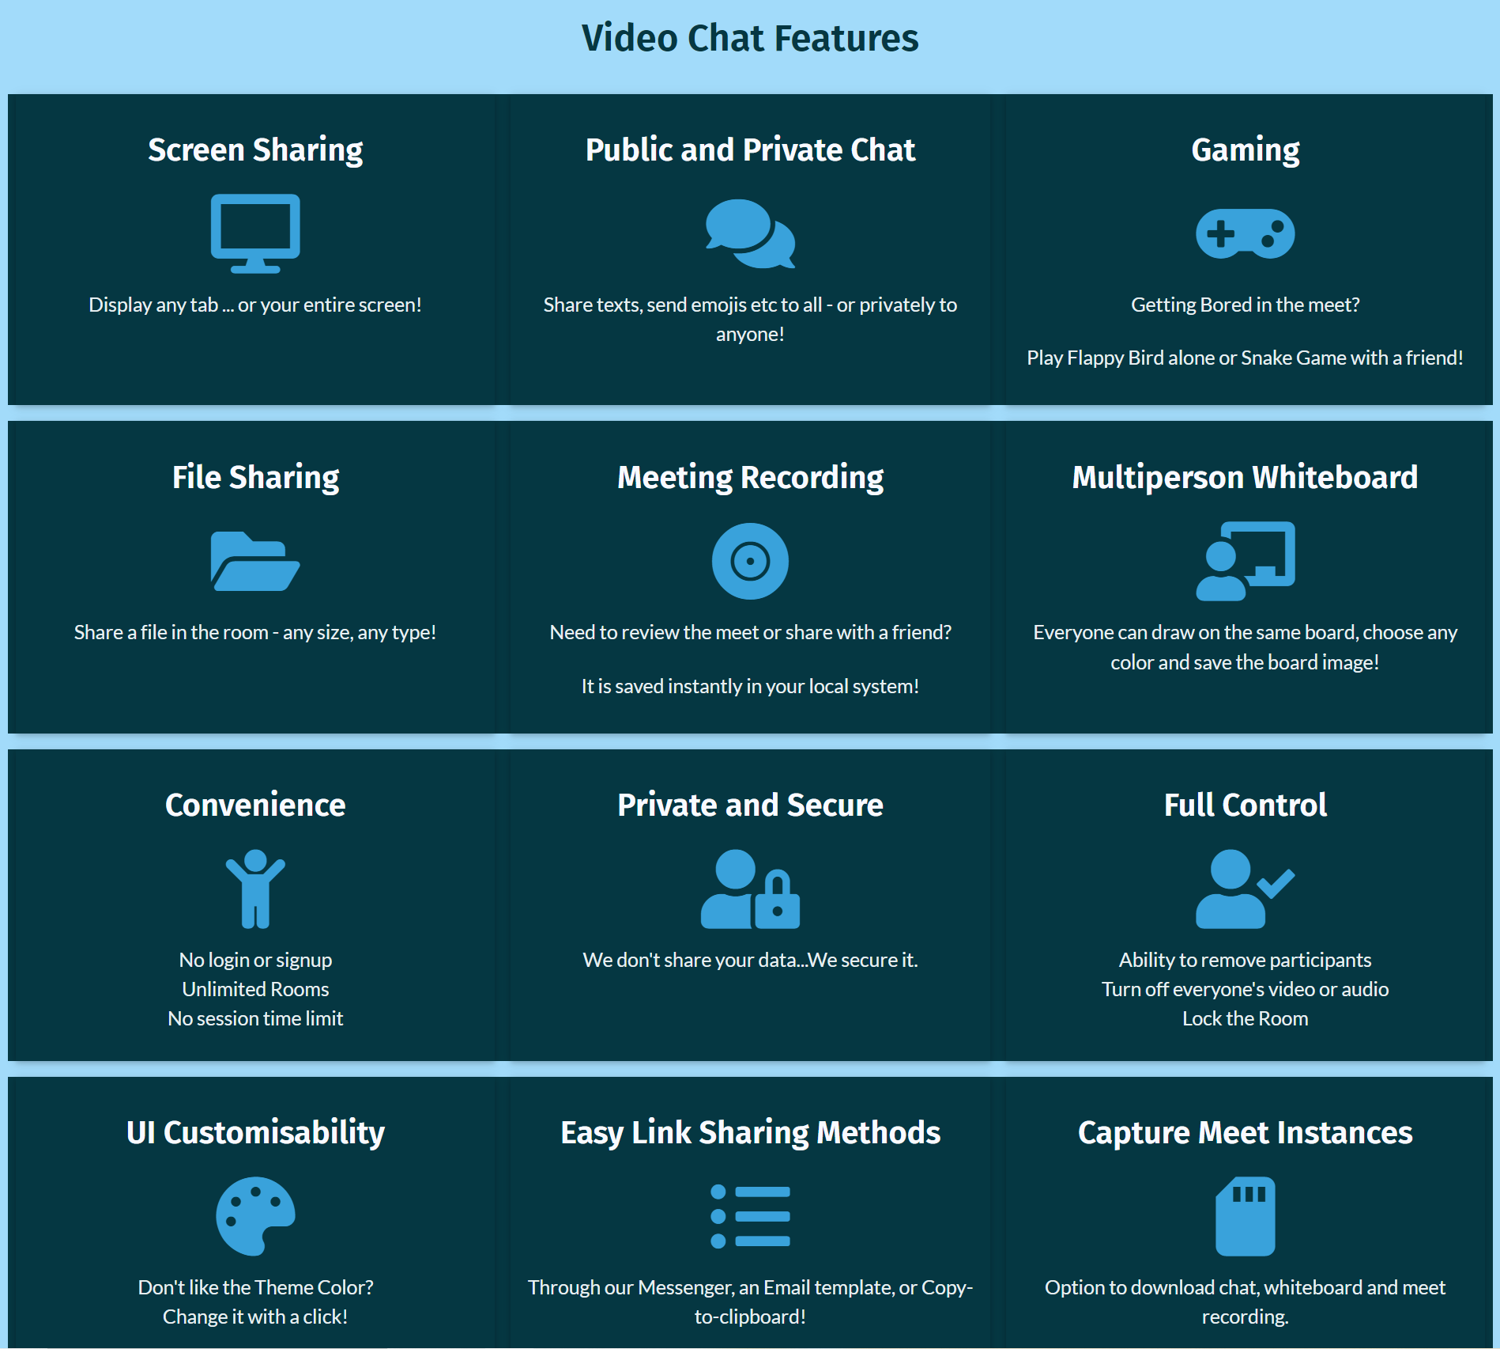 Video Chat Features
Screen Sharing
Display any tab ... or your entire screen!
Public and Private Chat
Share texts, send emojis etc to all - or privately to
anyone!
Gaming
Getting Bored in the meet?
Play Flappy Bird alone or Snake Game with a friend!
File Sharing
Share a file in the room - any size, any type!
Meeting Recording
Need to review the meet or share with a friend?
It is saved instantly in your local system!
Multiperson Whiteboard
Everyone can draw on the same board, choose any
color and save the board image!
Convenience
No login or signup
Unlimited Rooms
No session time limit
Private and Secure
We don't share your data...We secure it.
Full Control
Ability to remove participants
Turn off everyone's video or audio
Lock the Room
UI Customisability
Don't like the Theme Color?
Change it with a click!
Easy Link Sharing Methods
Through our Messenger, an Email template, or Copy-
to-clipboard!
Capture Meet Instances
Option to download chat, whiteboard and meet
recording.